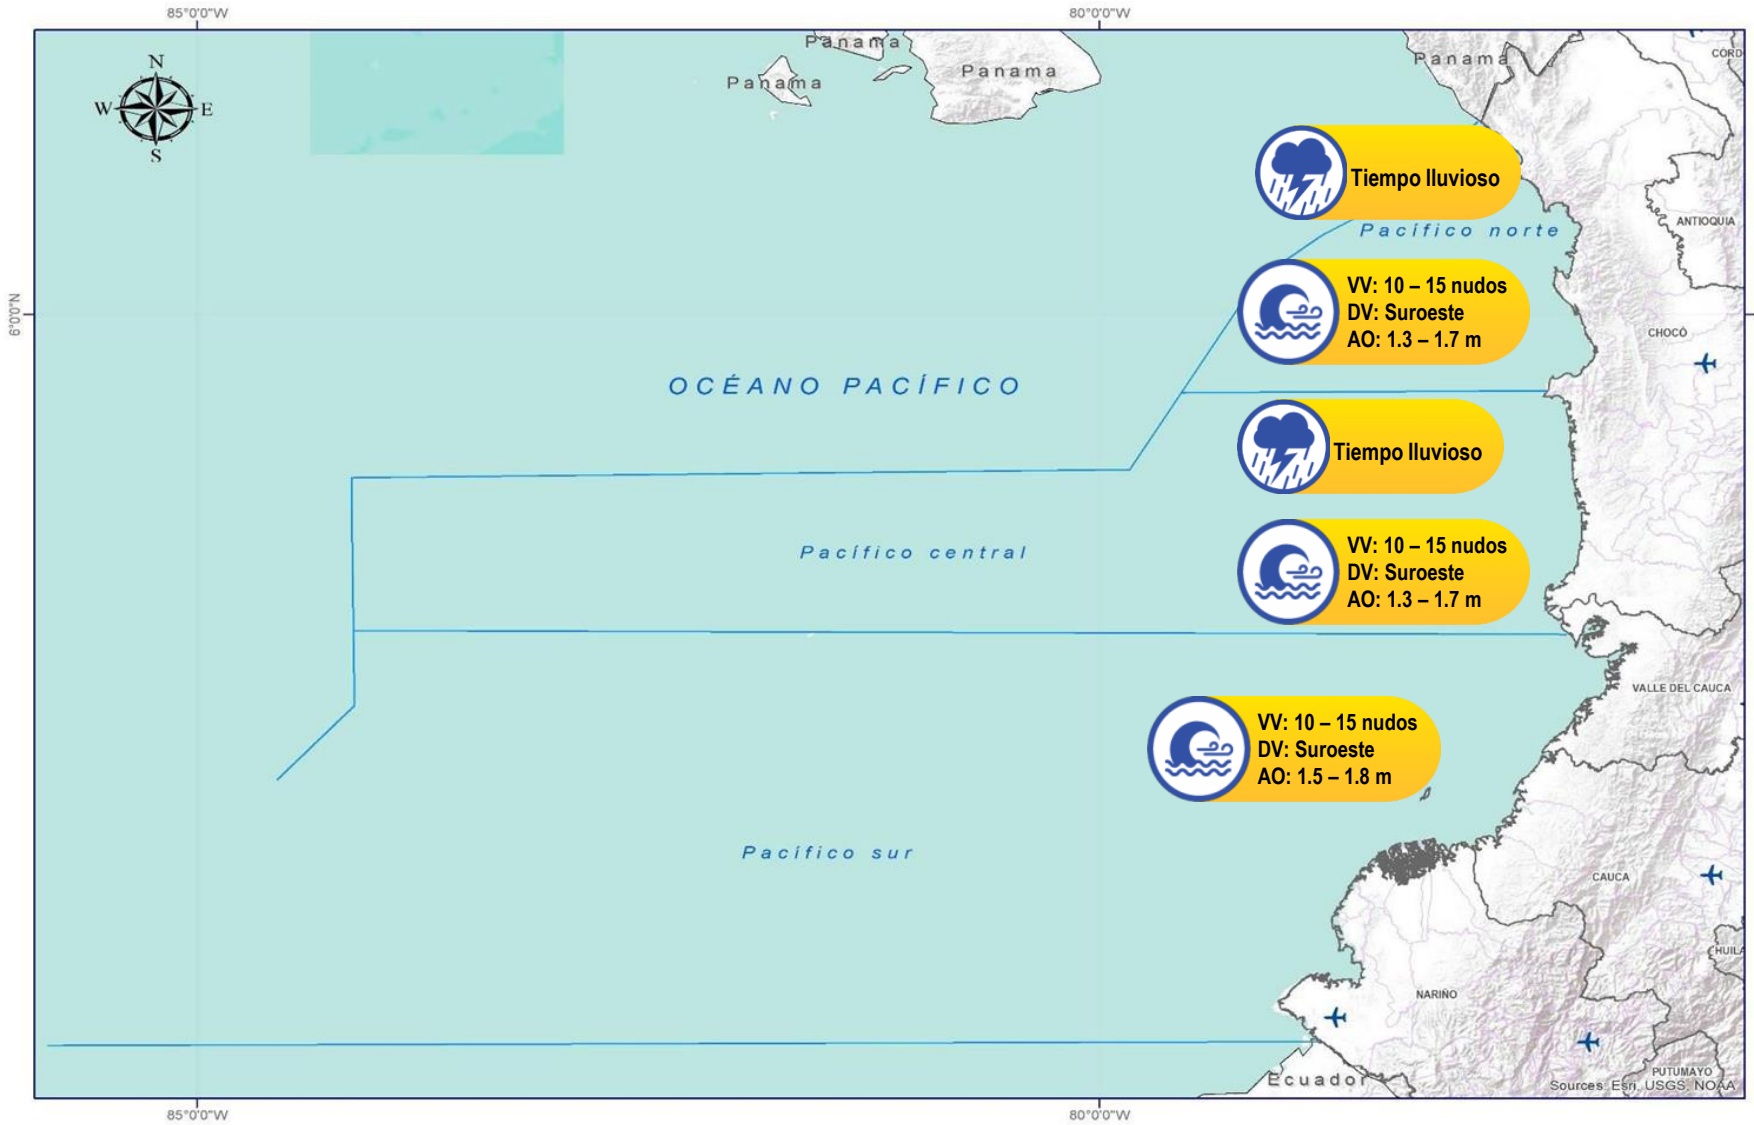 85°0'0"W
80°0'0"W
N
W
E
S
Panama
Panama
Panama
Panama
ANTIOQUIA
Tiempo lluvioso
Pacífico norte
6°0'0"N
VV: 10 – 15 nudos
DV: Suroeste
AO: 1.3 – 1.7 m
CHOCÓ
OCÉANO PACÍFICO
Tiempo lluvioso
Pacífico central
VV: 10 – 15 nudos
DV: Suroeste
AO: 1.3 – 1.7 m
VALLE DEL CAUCA
VV: 10 – 15 nudos
DV: Suroeste
AO: 1.5 – 1.8 m
Pacífico sur
CAUCA
HUILA
NARIÑO
PUTUMAYO
Ecuador
Sources: Esri, USGS, NOAA
85°0'0"W
80°0'0"W